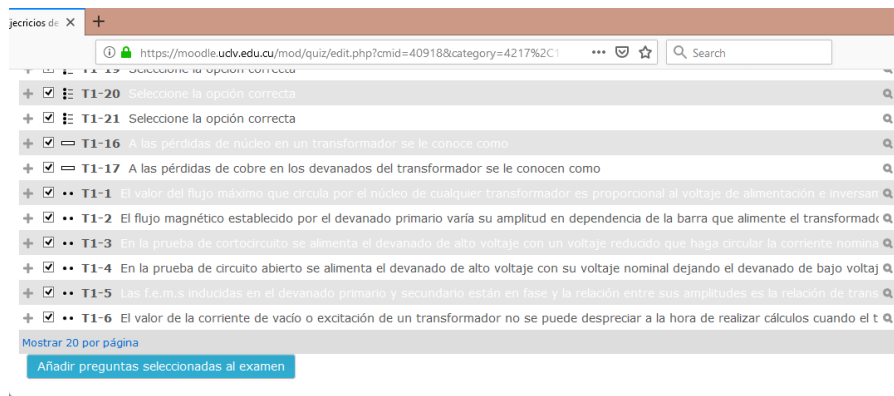 jecricios de
https://moodle.uclv.edu.cu/mod/quiz/edit.php?cmid=40918&category=4217%2C1
Search
T1-19 Seleccione la opción correcta
T1-20 Seleccione la opción correcta
T1-21 Seleccione la opción correcta
T1-16 A las pérdidas de núcleo en un transformador se le conoce como
T1-17 A las pérdidas de cobre en los devanados del transformador se le conocen como
T1-1 El valor del flujo máximo que circula por el núcleo de cualquier transformador es proporcional al voltaje de alimentación e inversam
T1-2 El flujo magnético establecido por el devanado primario varía su amplitud en dependencia de la barra que alimente el transformado
T1-3 En la prueba de cortocircuito se alimenta el devanado de alto voltaje con un voltaje reducido que haga circular la corriente nomina
T1-4 En la prueba de circuito abierto se alimenta el devanado de alto voltaje con su voltaje nominal dejando el devanado de bajo voltaj
T1-5 Las f.e.m.s inducidas en el devanado primario y secundario están en fase y la relación entre sus amplitudes es la relación de trans
T1-6 El valor de la corriente de vacío o excitación de un transformador no se puede despreciar a la hora de realizar cálculos cuando el t
Mostrar 20 por página
Añadir preguntas seleccionadas al examen